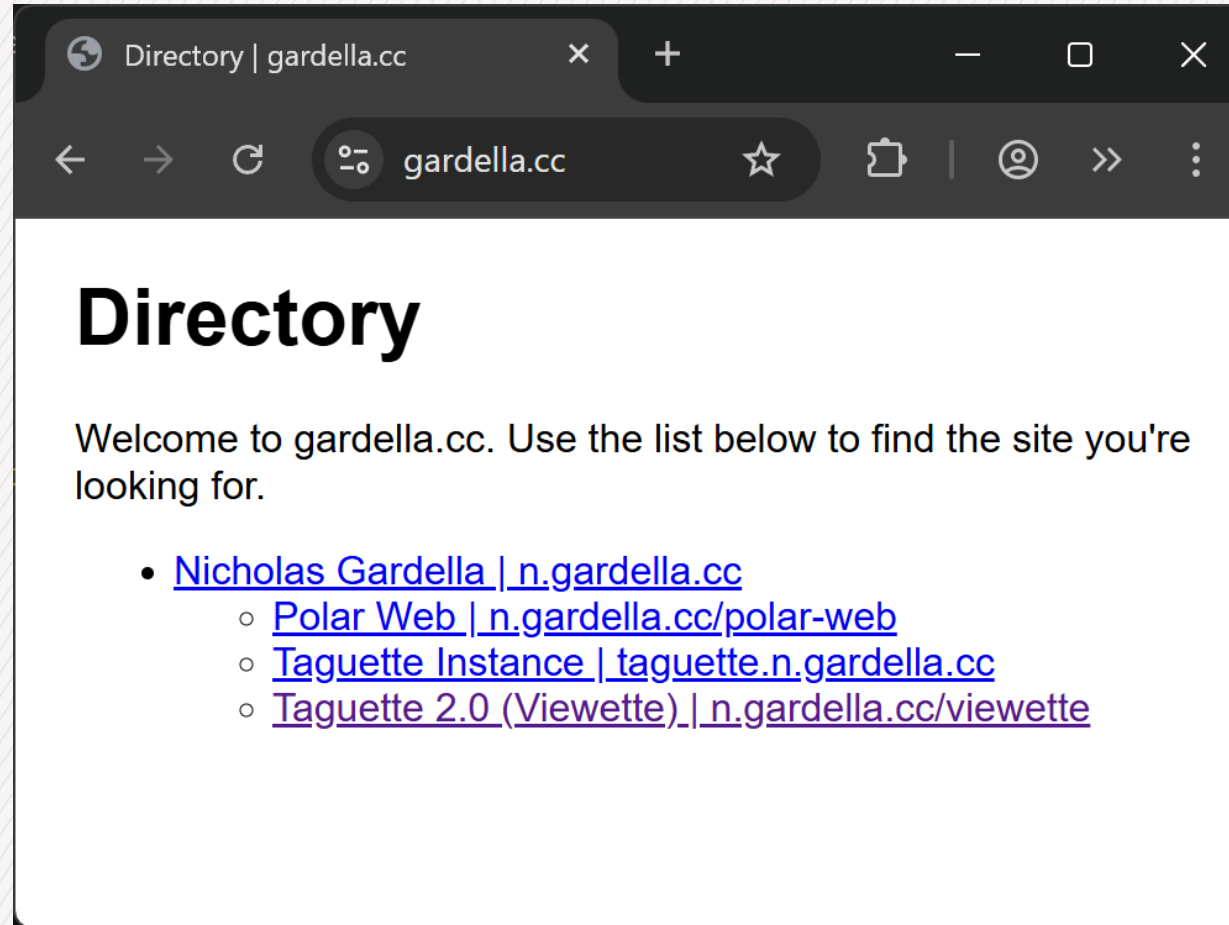 Directory | gardella.cc
gardella.cc
Directory
Welcome to gardella.cc. Use the list below to find the site you're
looking for.
Nicholas Gardella | n.gardella.cc
Polar Web | n.gardella.cc/polar-web
Taguette Instance | taguette.n.gardella.cc
Taguette 2.0 (Viewette) | n.gardella.cc/viewette